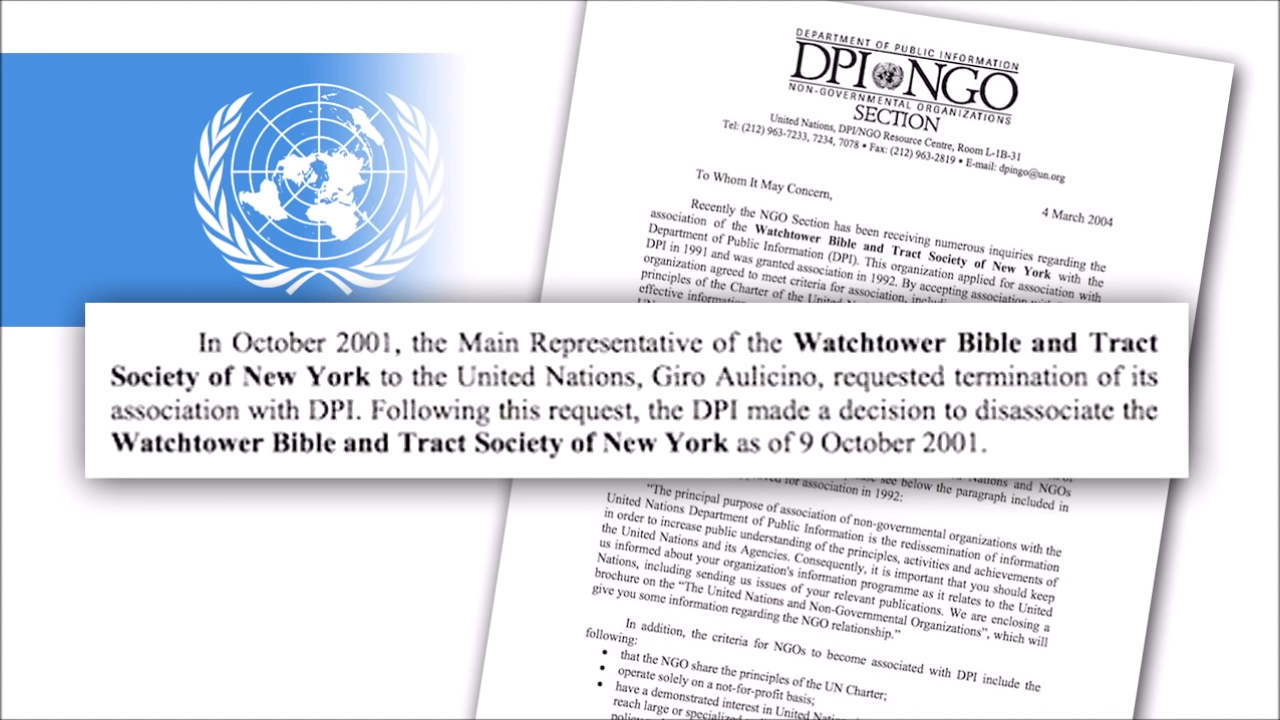 DEPARTMENT OF PUBLIC INFORMATION
DPI NGO
NON-GOVERNMENTAL ORGANIZATIONS
SECTION
United Nations, DPI/NGO Resource Centre, Room L-1B-31
Tel: (212) 963-7233, 7234, 7078 • Fax: (212) 963-2819 • E-mail: dpingo@un.org
To Whom It May Concern,
4 March 2004
Recently the NGO Section has been receiving numerous inquiries regarding the
association of the Watchtower Bible and Tract Society of New York with the
Department of Public Information (DPI). This organization applied for association with
DPI in 1991 and was granted association in 1992. By accepting association
organization agreed to meet criteria for association,
principles of the Charter of the
effective
In October 2001, the Main Representative of the Watchtower Bible and Tract
Society of New York to the United Nations, Giro Aulicino, requested termination of its
association with DPI. Following this request, the DPI made a decision to disassociate the
Watchtower Bible and Tract Society of New York as of 9 October 2001.
Nations and NGOs
see below the paragraph included in
for association in 1992:
"The principal purpose of association of non-governmental organizations with the
United Nations Department of Public Information is the redissemination of information
in order to increase public understanding of the principles, activities and achievements of
the United Nations and its Agencies. Consequently, it is important that you should keep
us informed about your organization's information programme as it relates to the United
Nations, including sending us issues of your relevant publications. We are enclosing a
brochure on the "The United Nations and Non-Governmental Organizations", which will
give you some information regarding the NGO relationship."
In addition, the criteria for NGOs to become associated with DPI include the
following:
• that the NGO share the principles of the UN Charter;
• operate solely on a not-for-profit basis;
• have a demonstrated interest in United
reach large or specialized